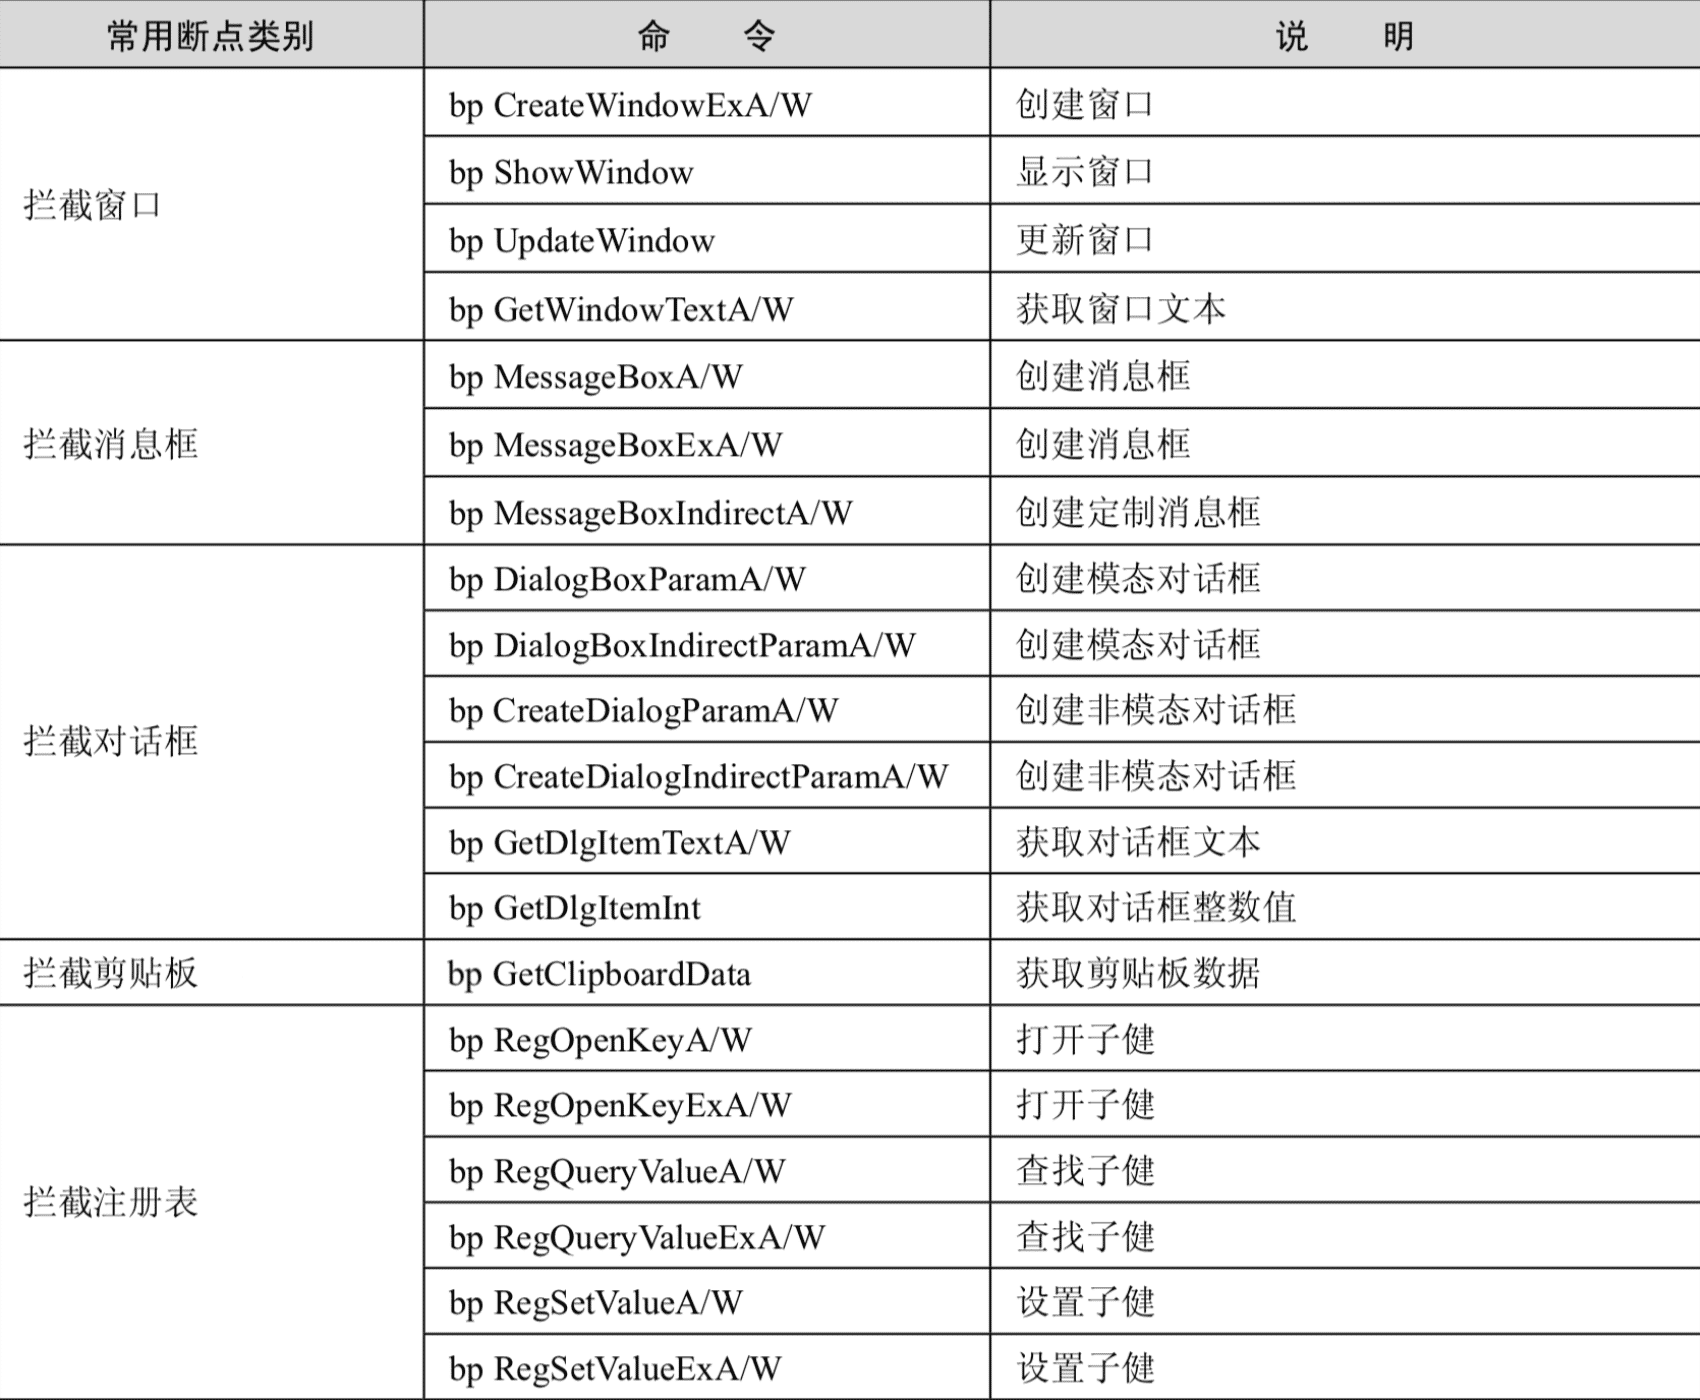 常用断点类别 命 令 说 明
拦截窗口
bp CreateWindowExA/W 创建窗口
bp ShowWindow 显示窗口
bp UpdateWindow 更新窗口
bp GetWindowTextA/W 获取窗口文本
拦截消息框
bp MessageBoxA/W 创建消息框
bp MessageBoxExA/W 创建消息框
bp MessageBoxIndirectA/W 创建定制消息框
拦截对话框
bp DialogBoxParamA/W 创建模态对话框
bp DialogBoxIndirectParamA/W 创建模态对话框
bp CreateDialogParamA/W 创建非模态对话框
bp CreateDialogIndirectParamA/W 创建非模态对话框
bp GetDlgItemTextA/W 获取对话框文本
bp GetDlgItemInt 获取对话框整数值
拦截剪贴板 bp GetClipboardData 获取剪贴板数据
拦截注册表
bp RegOpenKeyA/W 打开子健
bp RegOpenKeyExA/W 打开子健
bp RegQueryValueA/W 查找子健
bp RegQueryValueExA/W 查找子健
bp RegSetValueA/W 设置子健
bp RegSetValueExA/W 设置子健